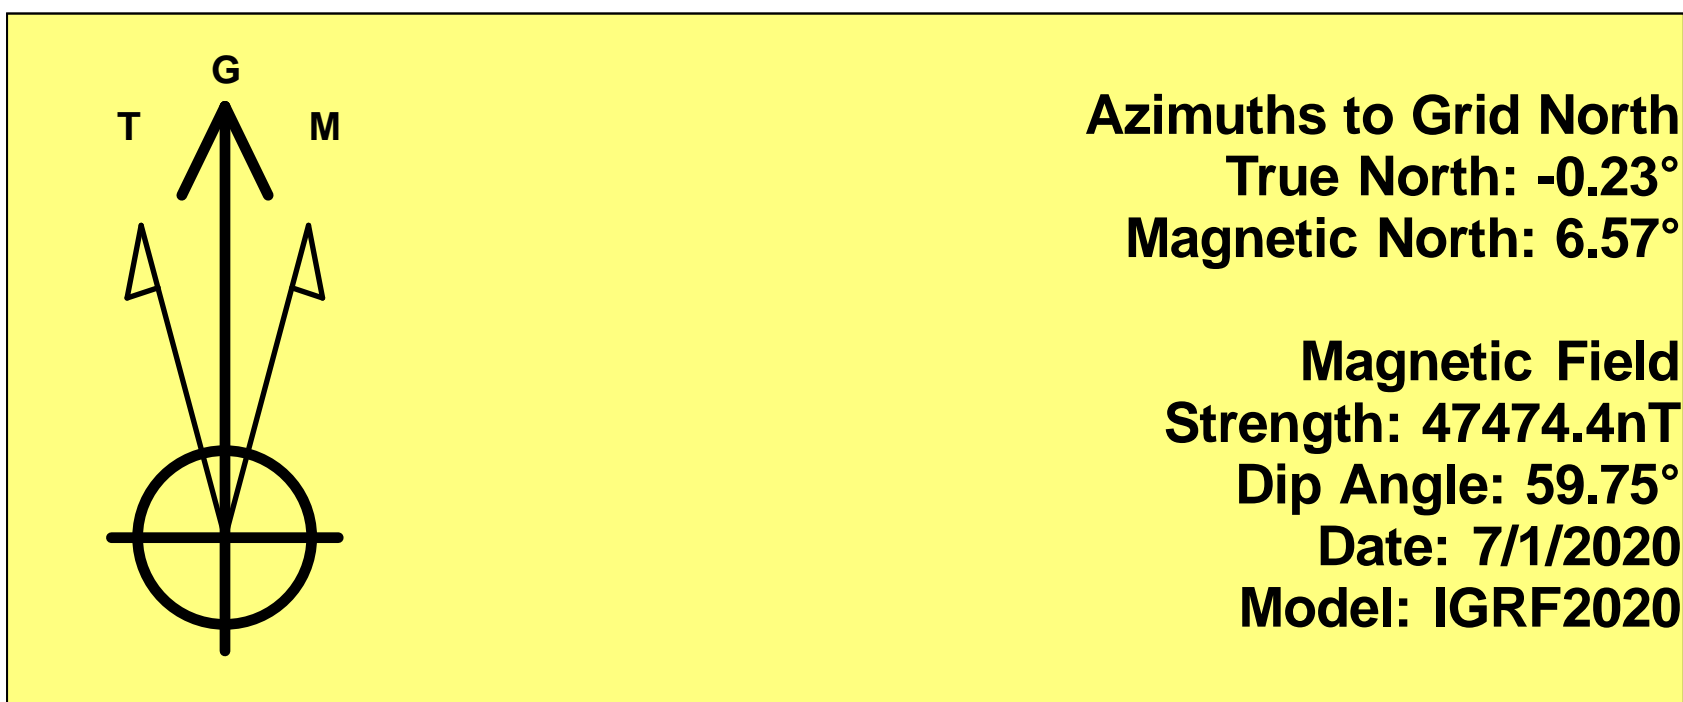 G
T M
Azimuths to Grid North
True North: -0.23°
Magnetic North: 6.57°
Magnetic Field
Strength: 47474.4nT
Dip Angle: 59.75°
Date: 7/1/2020
Model: IGRF2020